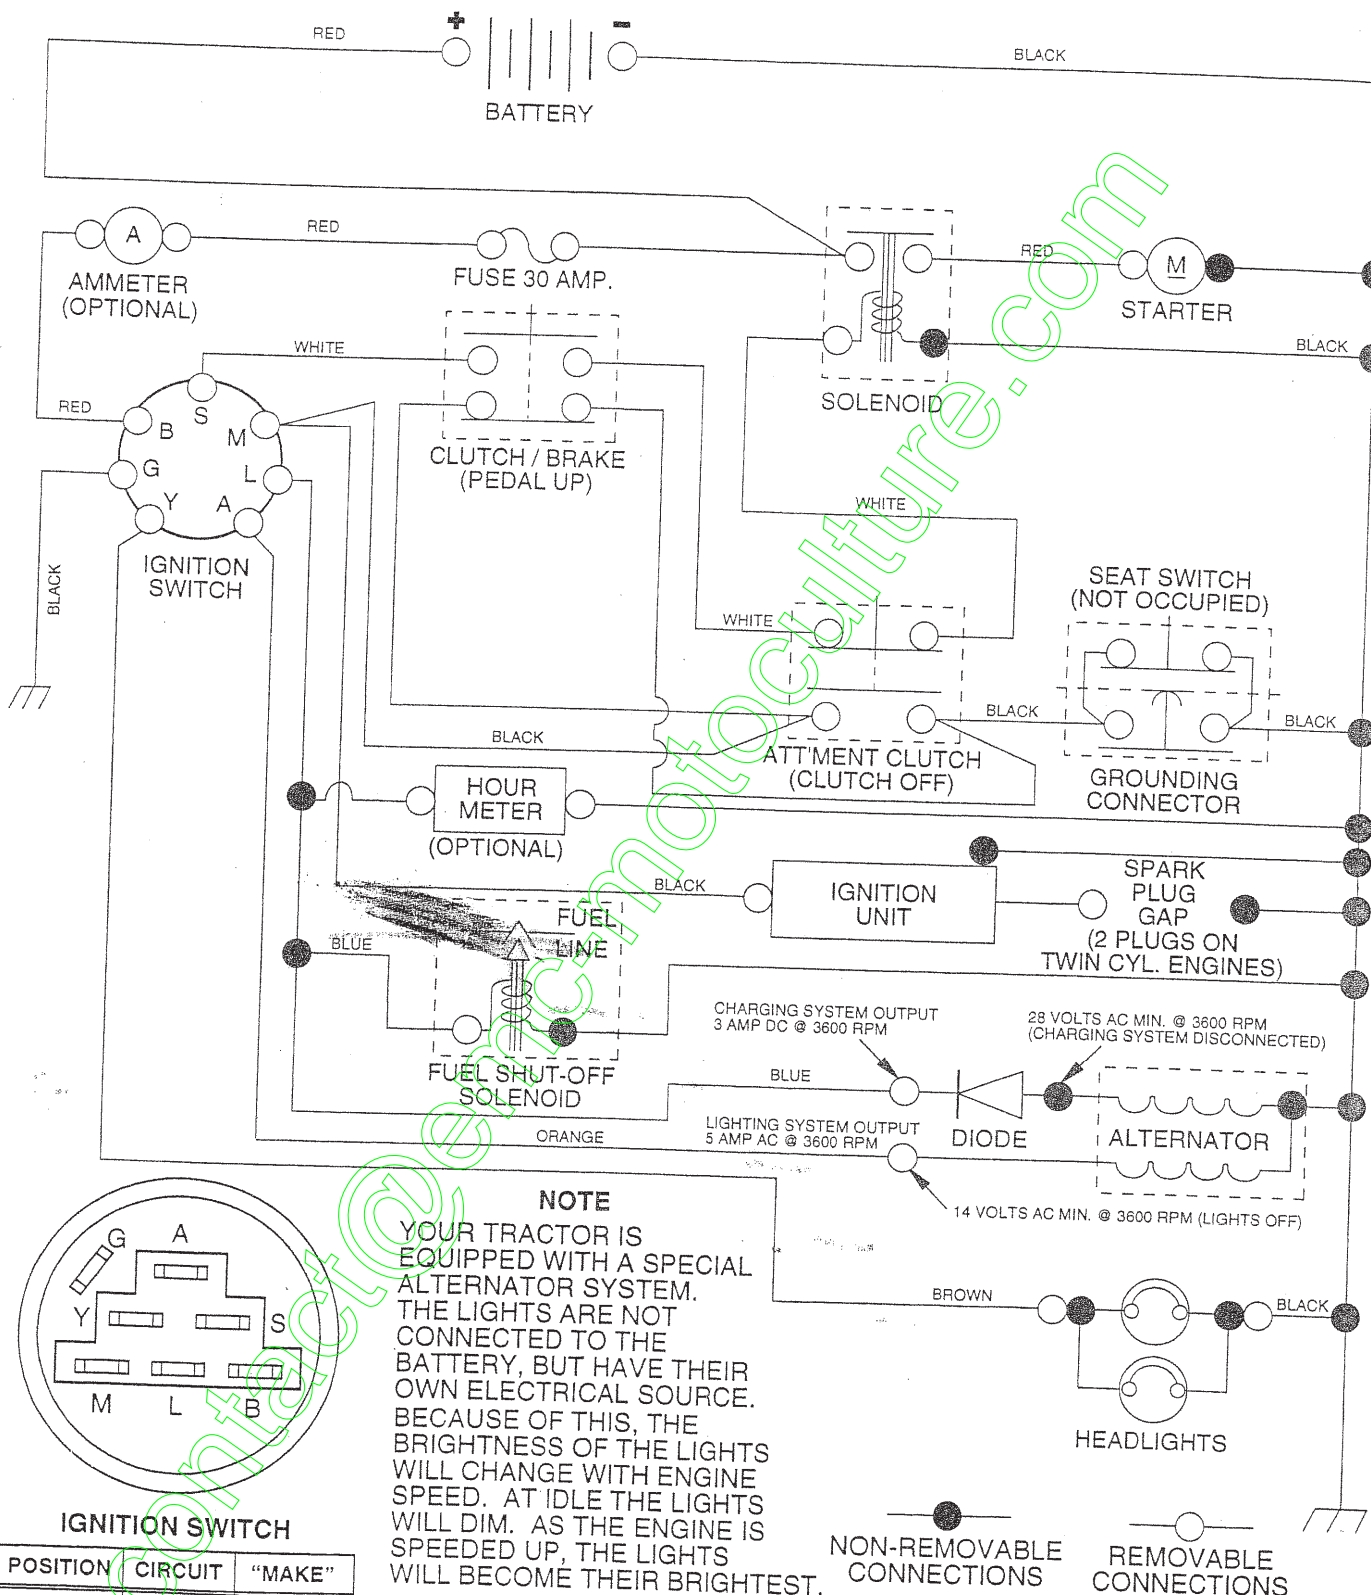 +
−
RED
BLACK
BATTERY
A
RED
RED
M
AMMETER
(OPTIONAL)
FUSE 30 AMP.
STARTER
WHITE
BLACK
RED
S
B
M
G
L
Y
A
SOLENOID
CLUTCH / BRAKE
(PEDAL UP)
WHITE
IGNITION
SWITCH
BLACK
SEAT SWITCH
(NOT OCCUPIED)
WHITE
BLACK
BLACK
BLACK
ATT'MENT CLUTCH
(CLUTCH OFF)
GROUNDING
CONNECTOR
HOUR
METER
(OPTIONAL)
BLACK
IGNITION
UNIT
SPARK
PLUG
GAP
(2 PLUGS ON
TWIN CYL. ENGINES)
FUEL
LINE
BLUE
CHARGING SYSTEM OUTPUT
3 AMP DC @ 3600 RPM
28 VOLTS AC MIN. @ 3600 RPM
(CHARGING SYSTEM DISCONNECTED)
FUEL SHUT-OFF
SOLENOID
BLUE
ORANGE
LIGHTING SYSTEM OUTPUT
5 AMP AC @ 3600 RPM
DIODE
ALTERNATOR
14 VOLTS AC MIN. @ 3600 RPM (LIGHTS OFF)
G
A
Y
S
M
L
B
NOTE
YOUR TRACTOR IS
EQUIPPED WITH A SPECIAL
ALTERNATOR SYSTEM.
THE LIGHTS ARE NOT
CONNECTED TO THE
BATTERY, BUT HAVE THEIR
OWN ELECTRICAL SOURCE.
BECAUSE OF THIS, THE
BRIGHTNESS OF THE LIGHTS
WILL CHANGE WITH ENGINE
SPEED. AT IDLE THE LIGHTS
WILL DIM. AS THE ENGINE IS
SPEEDED UP, THE LIGHTS
WILL BECOME THEIR BRIGHTEST.
BROWN
BLACK
HEADLIGHTS
IGNITION SWITCH
POSITION CIRCUIT "MAKE"
NON-REMOVABLE
CONNECTIONS
REMOVABLE
CONNECTIONS
contact@emc-motoculture.com